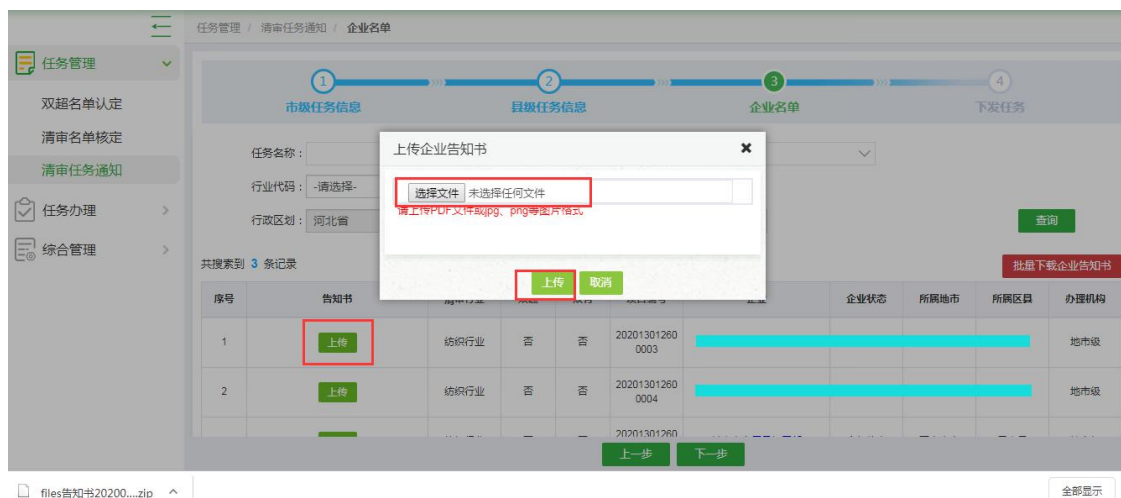 任务管理 / 清审任务通知 / 企业名单
任务管理
双超名单认定
清审名单核定
清审任务通知
任务办理
综合管理
1 2 3 4
市级任务信息 县级任务信息 企业名单 下发任务
任务名称：
行业代码： -请选择-
行政区划： 河北省
上传企业告知书 ×
选择文件 未选择任何文件
请上传PDF文件或jpg、png等图片格式
上传 取消
查询
共搜索到 3 条记录
批量下载企业告知书
序号 告知书 企业状态 所属地市 所属区县 办理机构
1 上传 纺织行业 否 否 202013012600003 地市级
2 上传 纺织行业 否 否 202013012600004 地市级
20201301260
上一步 下一步
files告知书20200....zip
全部显示